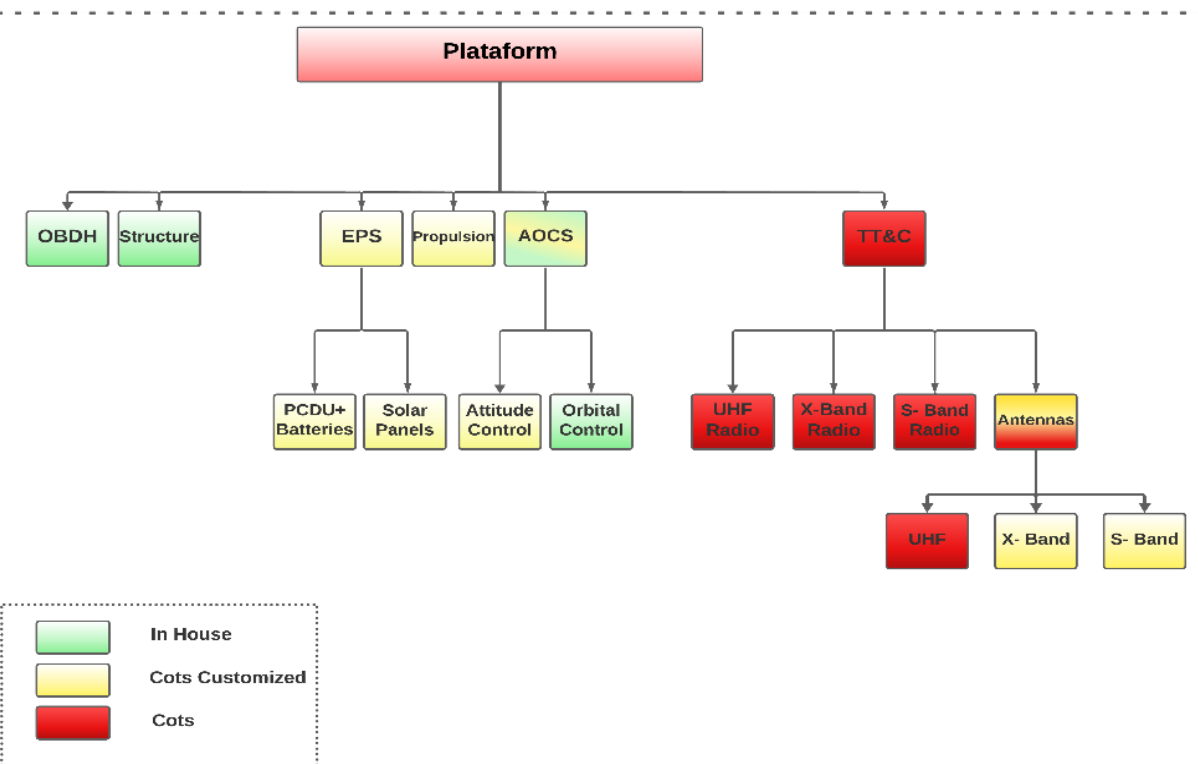 Plataform
OBDH
Structure
EPS
Propulsion
AOCS
TT&C
PCDU+
Batteries
Solar
Panels
Attitude
Control
Orbital
Control
UHF
Radio
X-Band
Radio
S- Band
Radio
Antennas
UHF
X- Band
S- Band
In House
Cots Customized
Cots